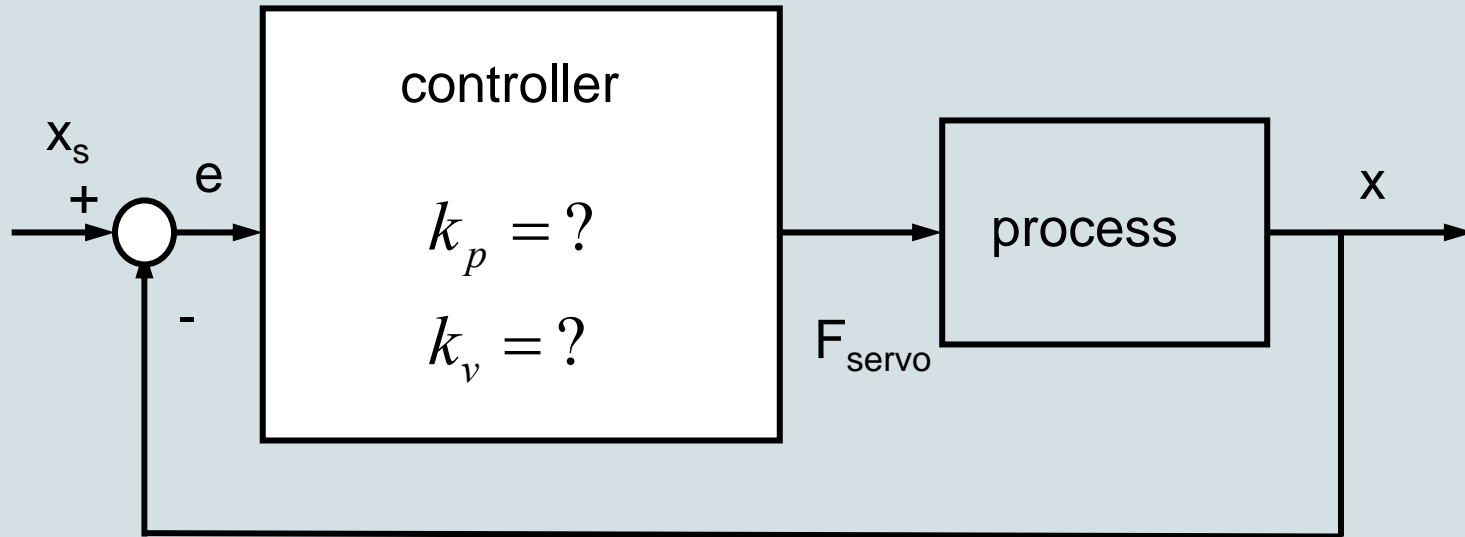 controller
x_s
+
e
x
k_p = ?
process
-
k_v = ?
F_servo